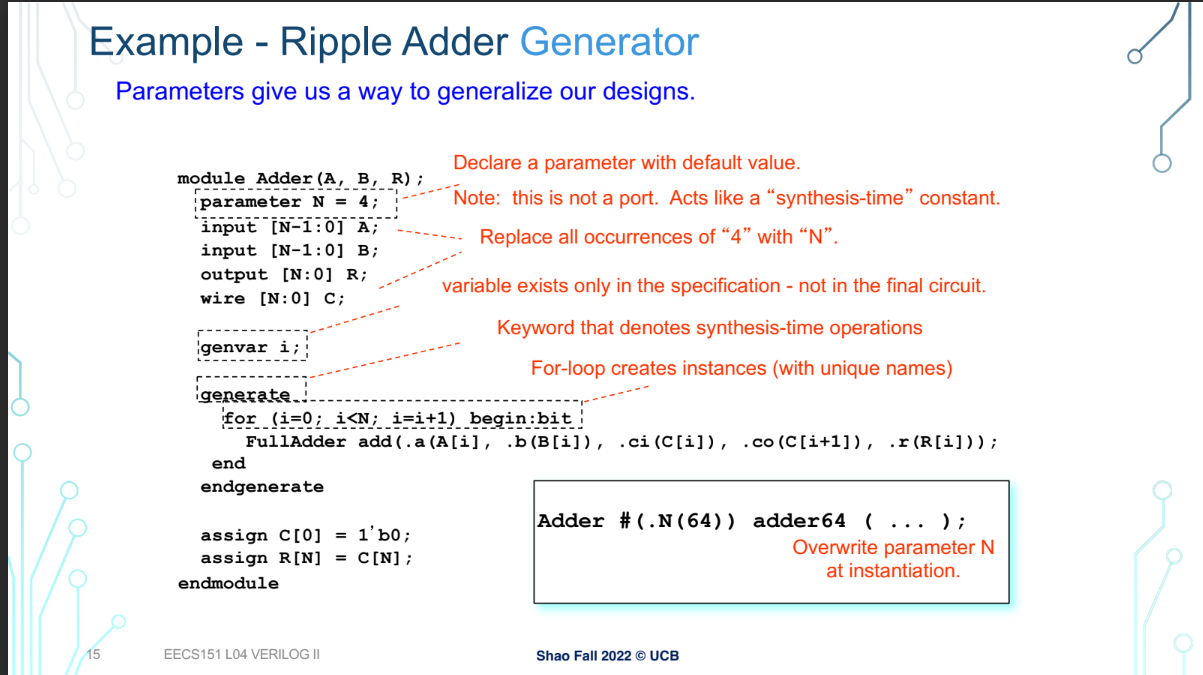 Example - Ripple Adder Generator
Parameters give us a way to generalize our designs.
Declare a parameter with default value.
module Adder(A, B, R);
parameter N = 4;
Note: this is not a port. Acts like a “synthesis-time” constant.
input [N-1:0] A;
Replace all occurrences of “4” with “N”.
input [N-1:0] B;
output [N:0] R;
variable exists only in the specification - not in the final circuit.
wire [N:0] C;
Keyword that denotes synthesis-time operations
genvar i;
For-loop creates instances (with unique names)
generate
for (i=0; i<N; i=i+1) begin:bit
FullAdder add(.a(A[i], .b(B[i]), .ci(C[i]), .co(C[i+1]), .r(R[i]));
end
endgenerate
assign C[0] = 1’b0;
assign R[N] = C[N];
endmodule
Adder #(.N(64)) adder64 ( ... );
Overwrite parameter N
at instantiation.
15
EECS151 L04 VERILOG II
Shao Fall 2022 © UCB